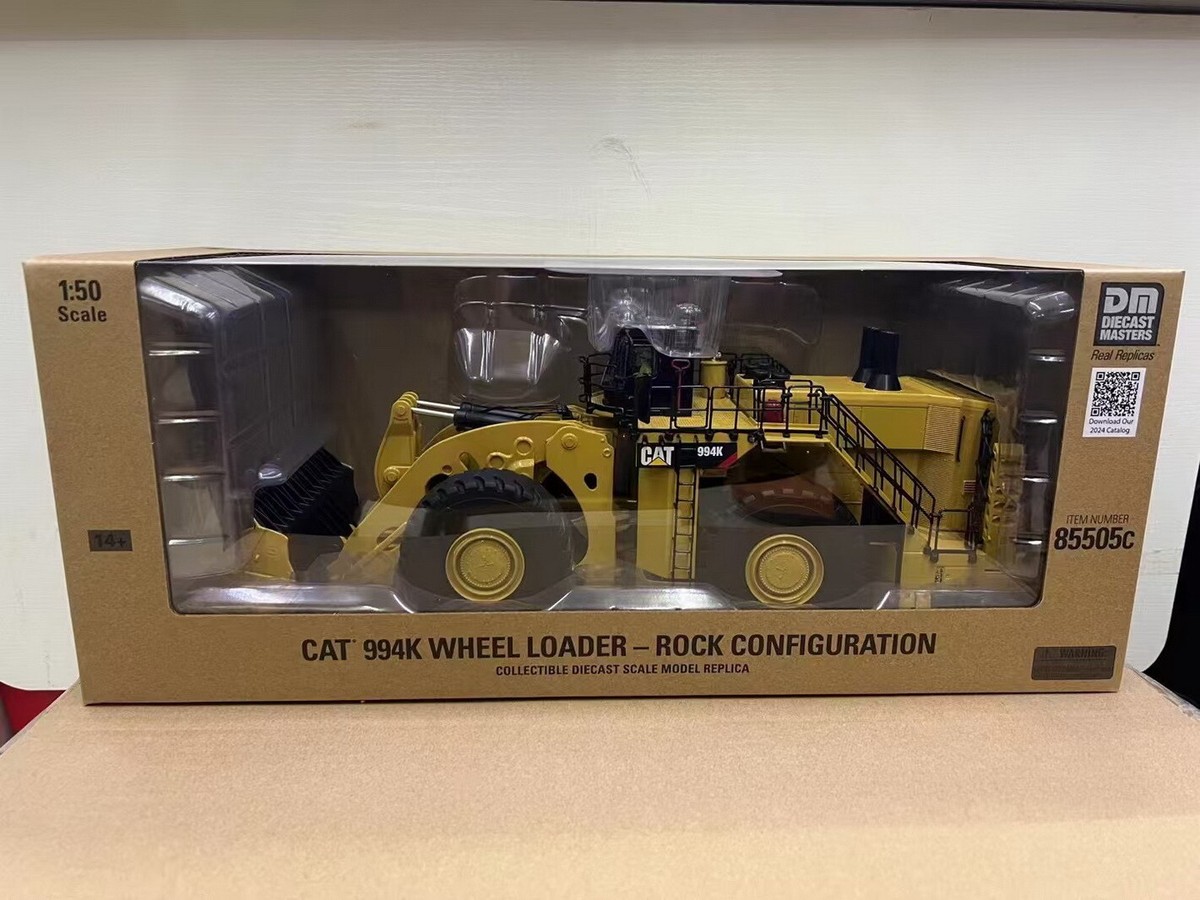 1:50
Scale
DM
DIECAST
MASTERS
Real Replicas
Download Our
2024 Catalog
CAT 994K
ITEM NUMBER
85505c
14+
CAT® 994K WHEEL LOADER – ROCK CONFIGURATION
COLLECTIBLE DIECAST SCALE MODEL REPLICA
WARNING: